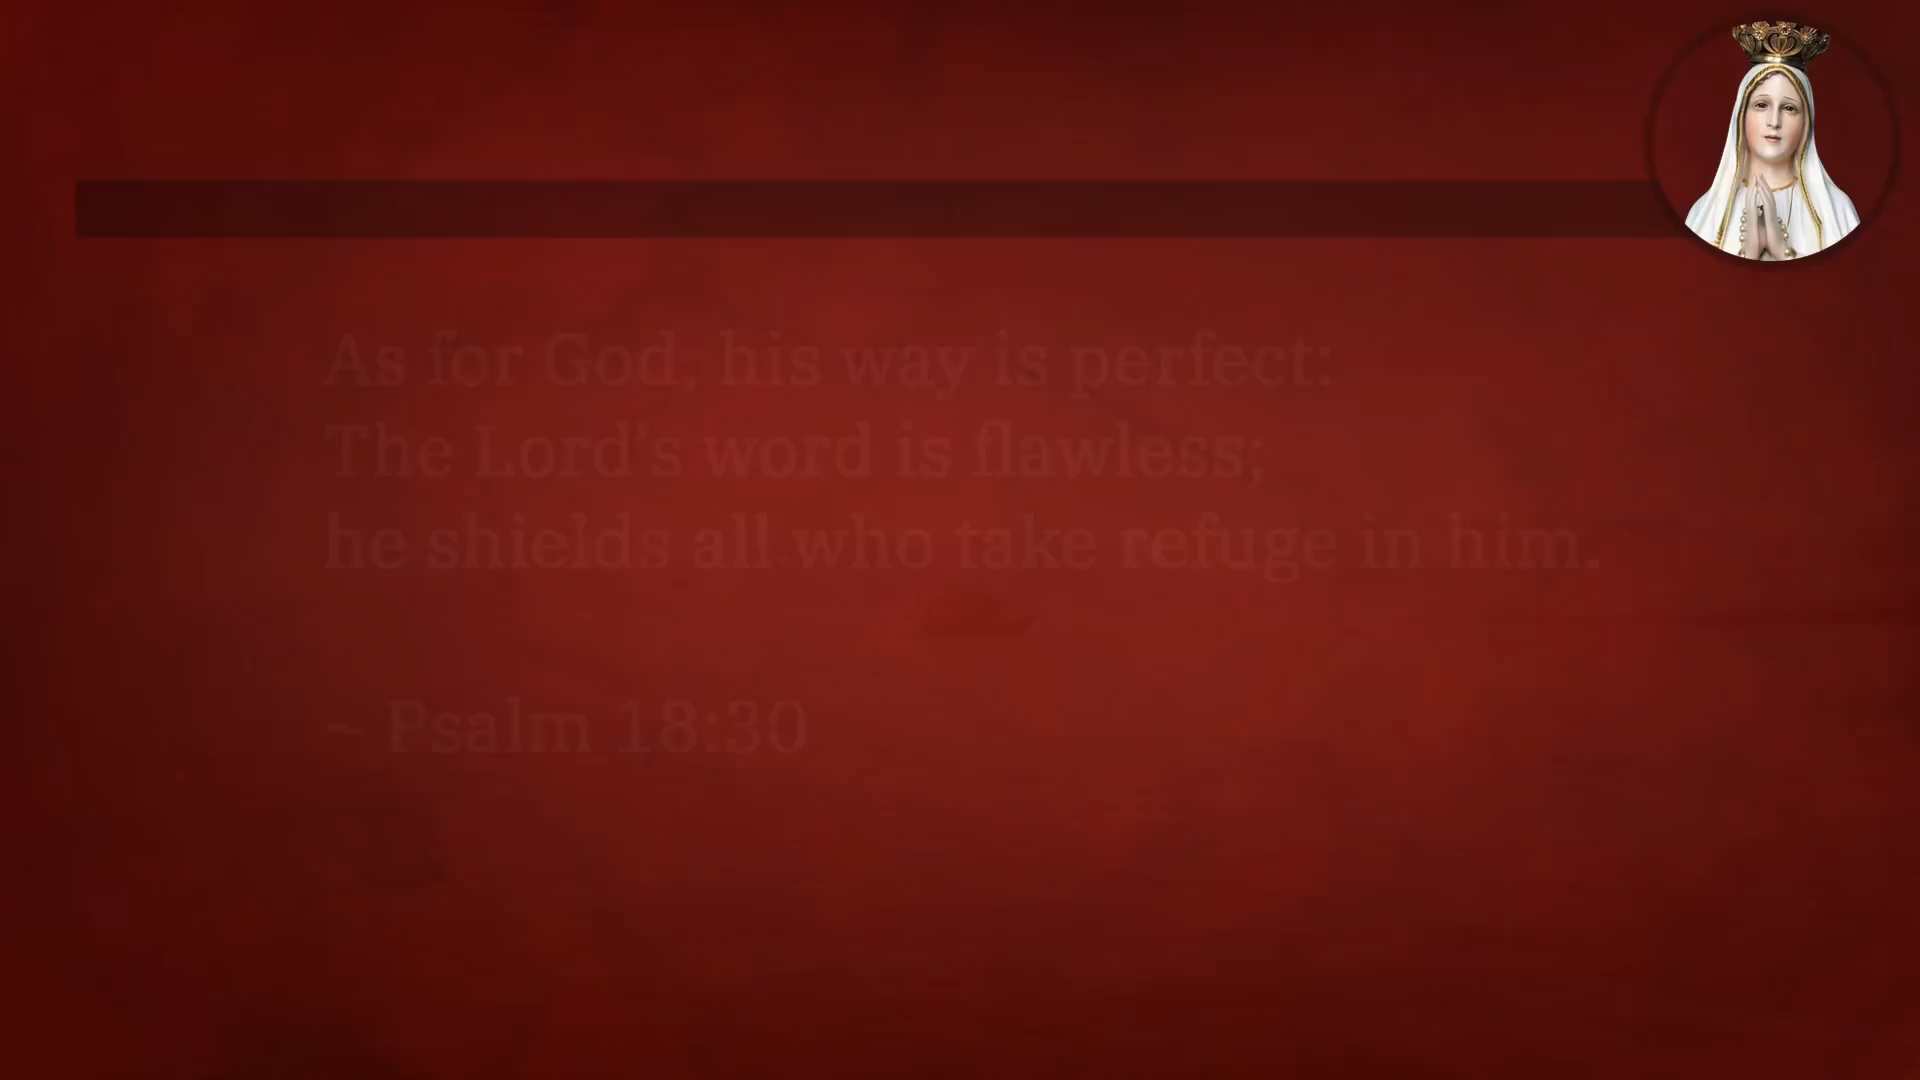 As for God, his way is perfect:
The Lord’s word is flawless;
he shields all who take refuge in him.
- Psalm 18:30